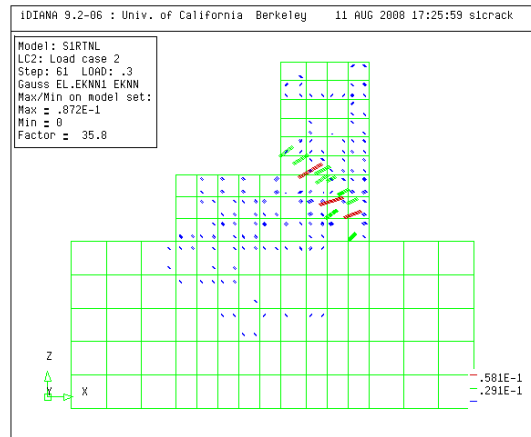 iDIANA 9.2-06 : Univ. of California Berkeley 11 AUG 2008 17:25:59 s1crack
Model: S1RTNL
LC2: Load case 2
Step: 61 LOAD: .3
Gauss EL.EKNN1 EKNN
Max/Min on model set:
Max = .872E-1
Min = 0
Factor = 35.8
Z
Y X
.581E-1
.291E-1